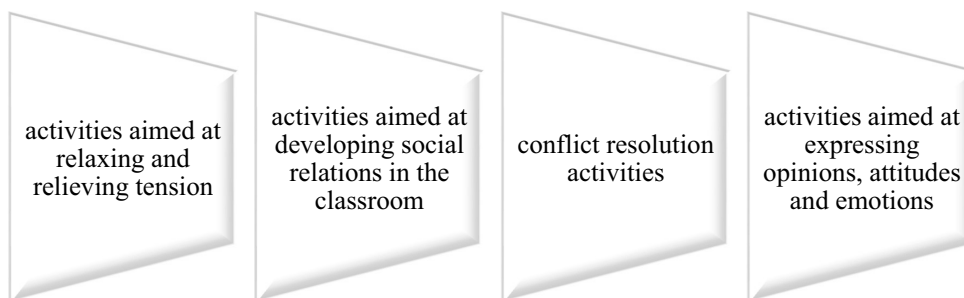 activities aimed at
relaxing and
relieving tension
activities aimed at
developing social
relations in the
classroom
conflict resolution
activities
activities aimed at
expressing
opinions, attitudes
and emotions